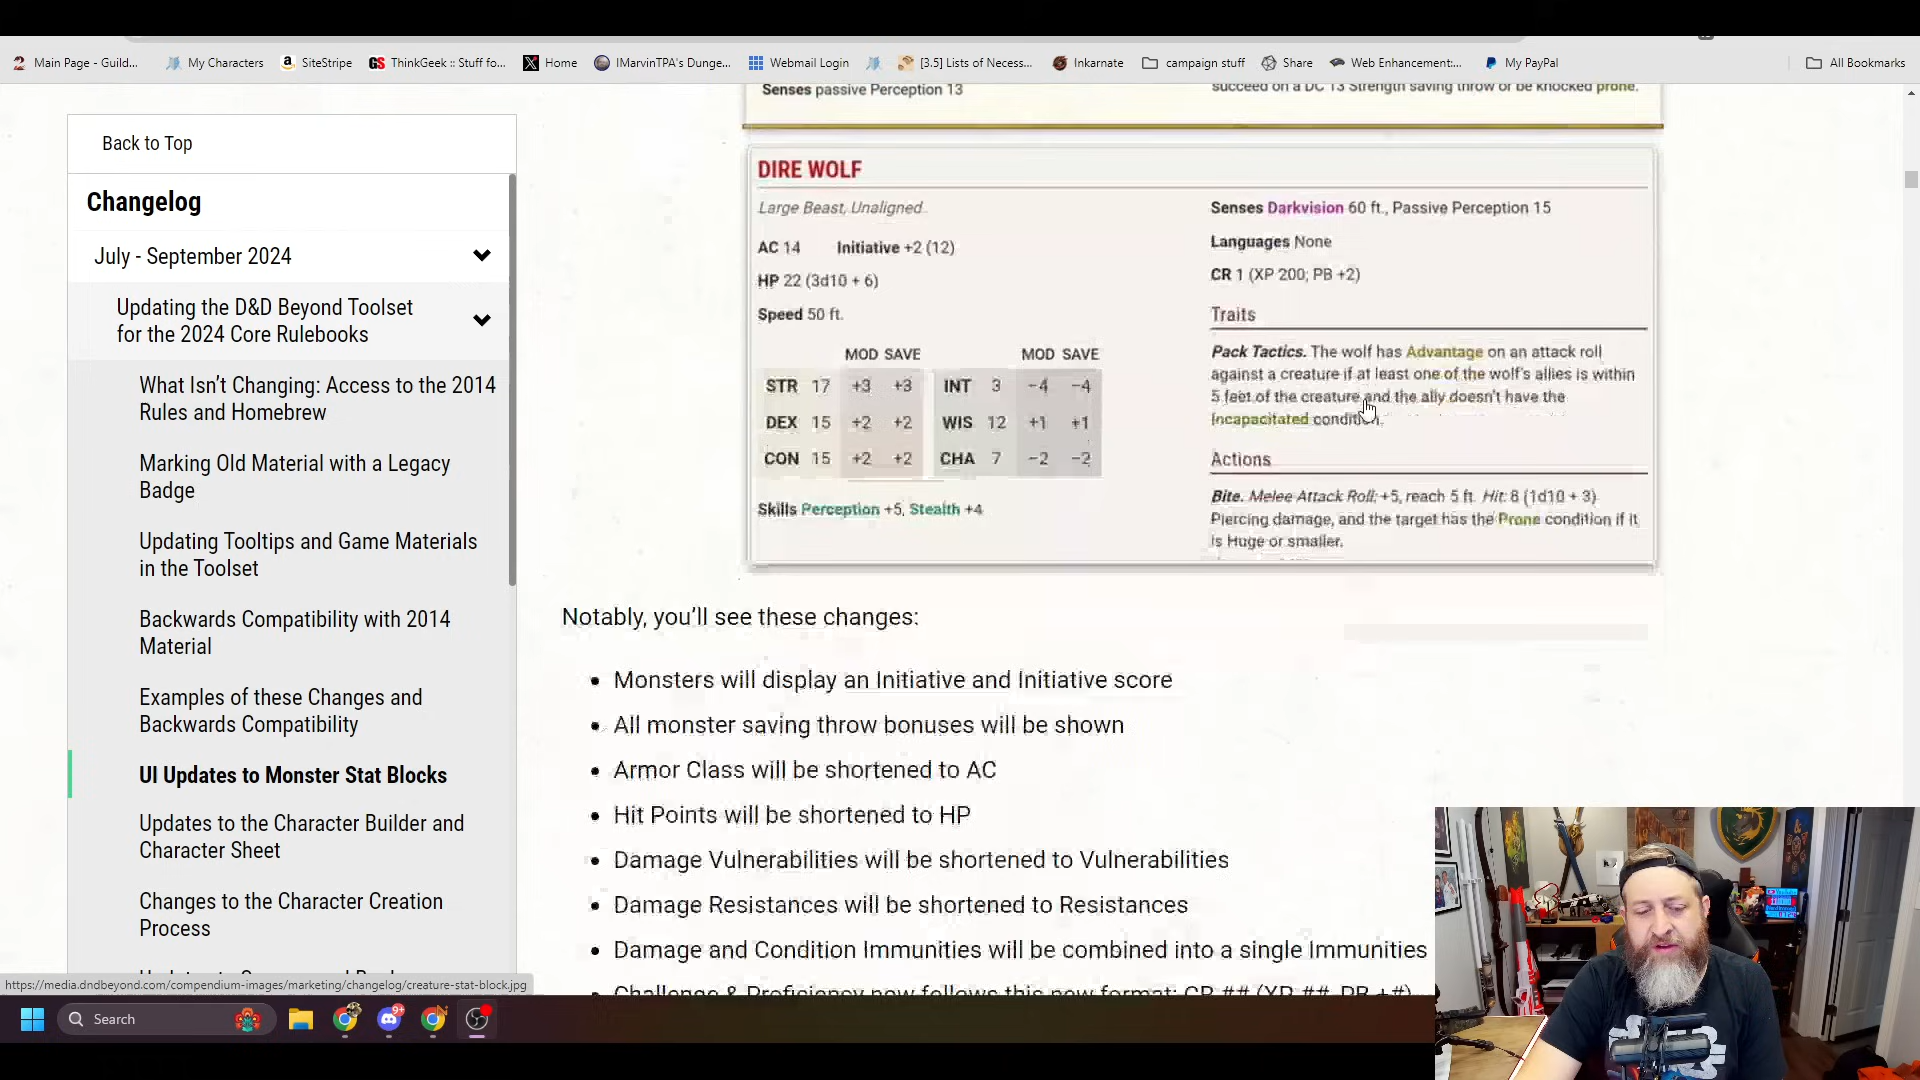 Main Page - Guild...
My Characters
SiteStripe
GS ThinkGeek :: Stuff fo...
Home
IMarvinTPA's Dunge...
Webmail Login
[3.5] Lists of Necess...
Inkarnate
campaign stuff
Share
Web Enhancement:...
My PayPal
All Bookmarks
Back to Top
Changelog
July - September 2024
Updating the D&D Beyond Toolset
for the 2024 Core Rulebooks
What Isn’t Changing: Access to the 2014
Rules and Homebrew
Marking Old Material with a Legacy
Badge
Updating Tooltips and Game Materials
in the Toolset
Backwards Compatibility with 2014
Material
Examples of these Changes and
Backwards Compatibility
UI Updates to Monster Stat Blocks
Updates to the Character Builder and
Character Sheet
Changes to the Character Creation
Process
Senses passive Perception 13
succeed on a DC 13 Strength saving throw or be knocked prone.
DIRE WOLF
Large Beast, Unaligned
AC 14 Initiative +2 (12)
HP 22 (3d10 + 6)
Speed 50 ft.
MOD SAVE MOD SAVE
STR 17 +3 +3 INT 3 −4 −4
DEX 15 +2 +2 WIS 12 +1 +1
CON 15 +2 +2 CHA 7 −2 −2
Skills Perception +5, Stealth +4
Senses Darkvision 60 ft., Passive Perception 15
Languages None
CR 1 (XP 200; PB +2)
Traits
Pack Tactics. The wolf has Advantage on an attack roll
against a creature if at least one of the wolf's allies is within
5 feet of the creature and the ally doesn't have the
Incapacitated condition.
Actions
Bite. Melee Attack Roll: +5, reach 5 ft. Hit: 8 (1d10 + 3)
Piercing damage, and the target has the Prone condition if it
is Huge or smaller.
Notably, you’ll see these changes:
• Monsters will display an Initiative and Initiative score
• All monster saving throw bonuses will be shown
• Armor Class will be shortened to AC
• Hit Points will be shortened to HP
• Damage Vulnerabilities will be shortened to Vulnerabilities
• Damage Resistances will be shortened to Resistances
• Damage and Condition Immunities will be combined into a single Immunities
• Challenge & Proficiency now follows this new format: CR ## (XP ##, PB +#)
https://media.dndbeyond.com/compendium-images/marketing/changelog/creature-stat-block.jpg
Search
9+